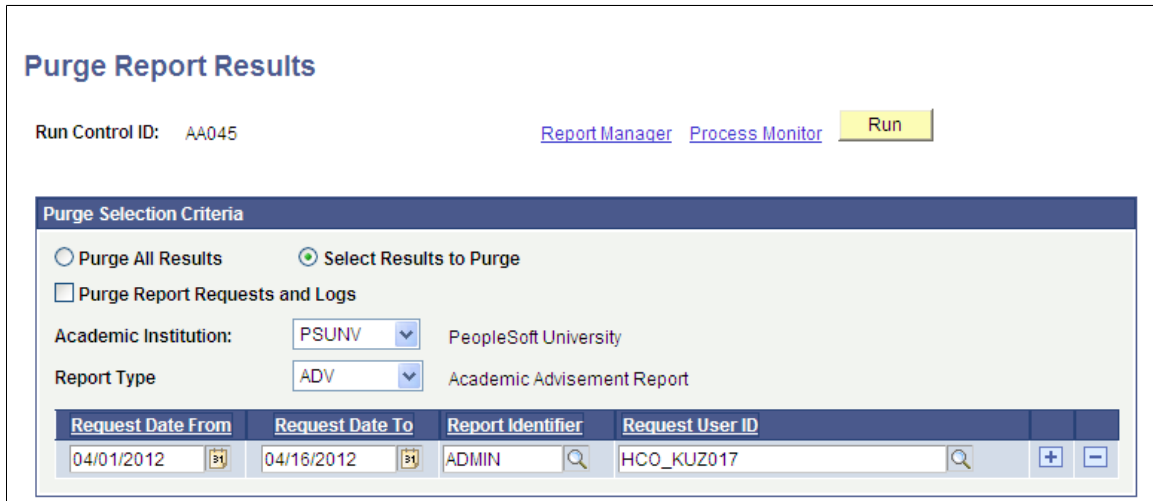 Purge Report Results
Run Control ID: AA045 Report Manager Process Monitor Run
Purge Selection Criteria
Purge All Results Select Results to Purge
Purge Report Requests and Logs
Academic Institution: PSUNV PeopleSoft University
Report Type ADV Academic Advisement Report
Request Date From Request Date To Report Identifier Request User ID
04/01/2012 31 04/16/2012 31 ADMIN HCO_KUZ017